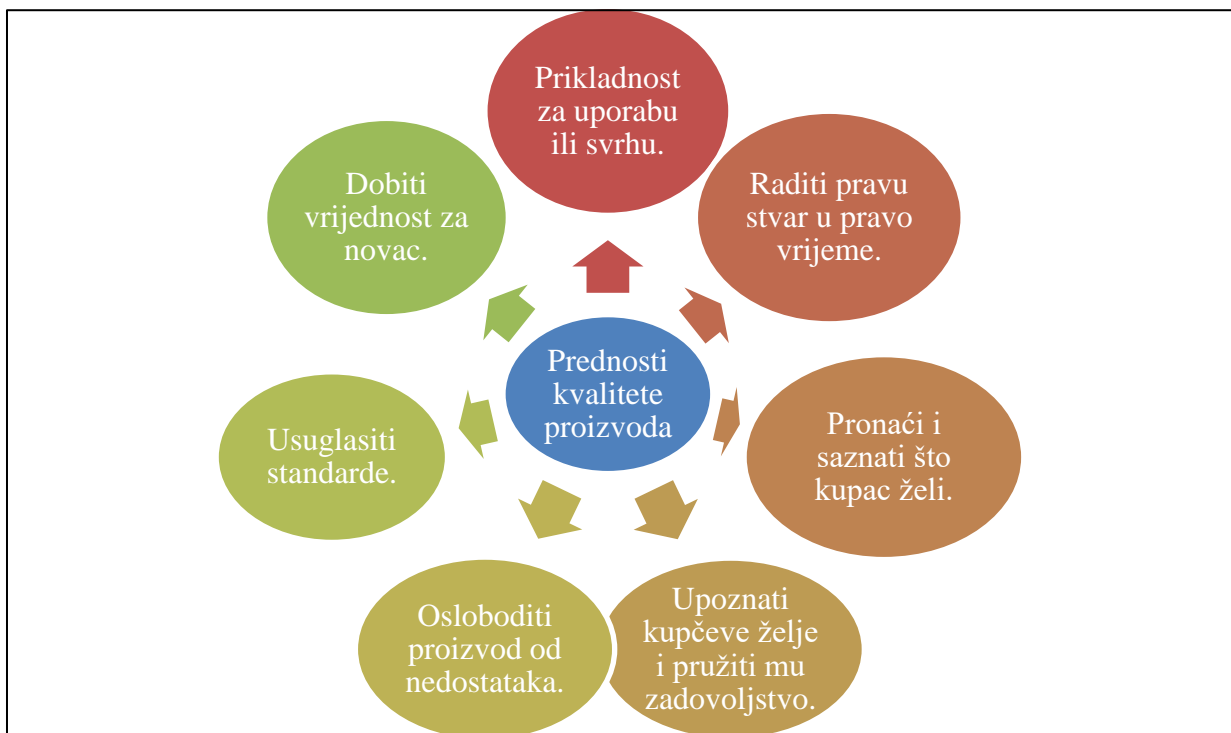 Prikladnost
za uporabu
ili svrhu.
Raditi pravu
stvar u pravo
vrijeme.
Pronaći i
saznati što
kupac želi.
Upoznati
kupčeve želje
i pružiti mu
zadovoljstvo.
Osloboditi
proizvod od
nedostataka.
Usuglasiti
standarde.
Dobiti
vrijednost za
novac.
Prednosti
kvalitete
proizvoda